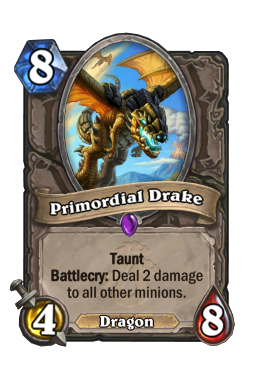 8
Primordial Drake
Taunt
Battlecry: Deal 2 damage
to all other minions.
4
Dragon
8